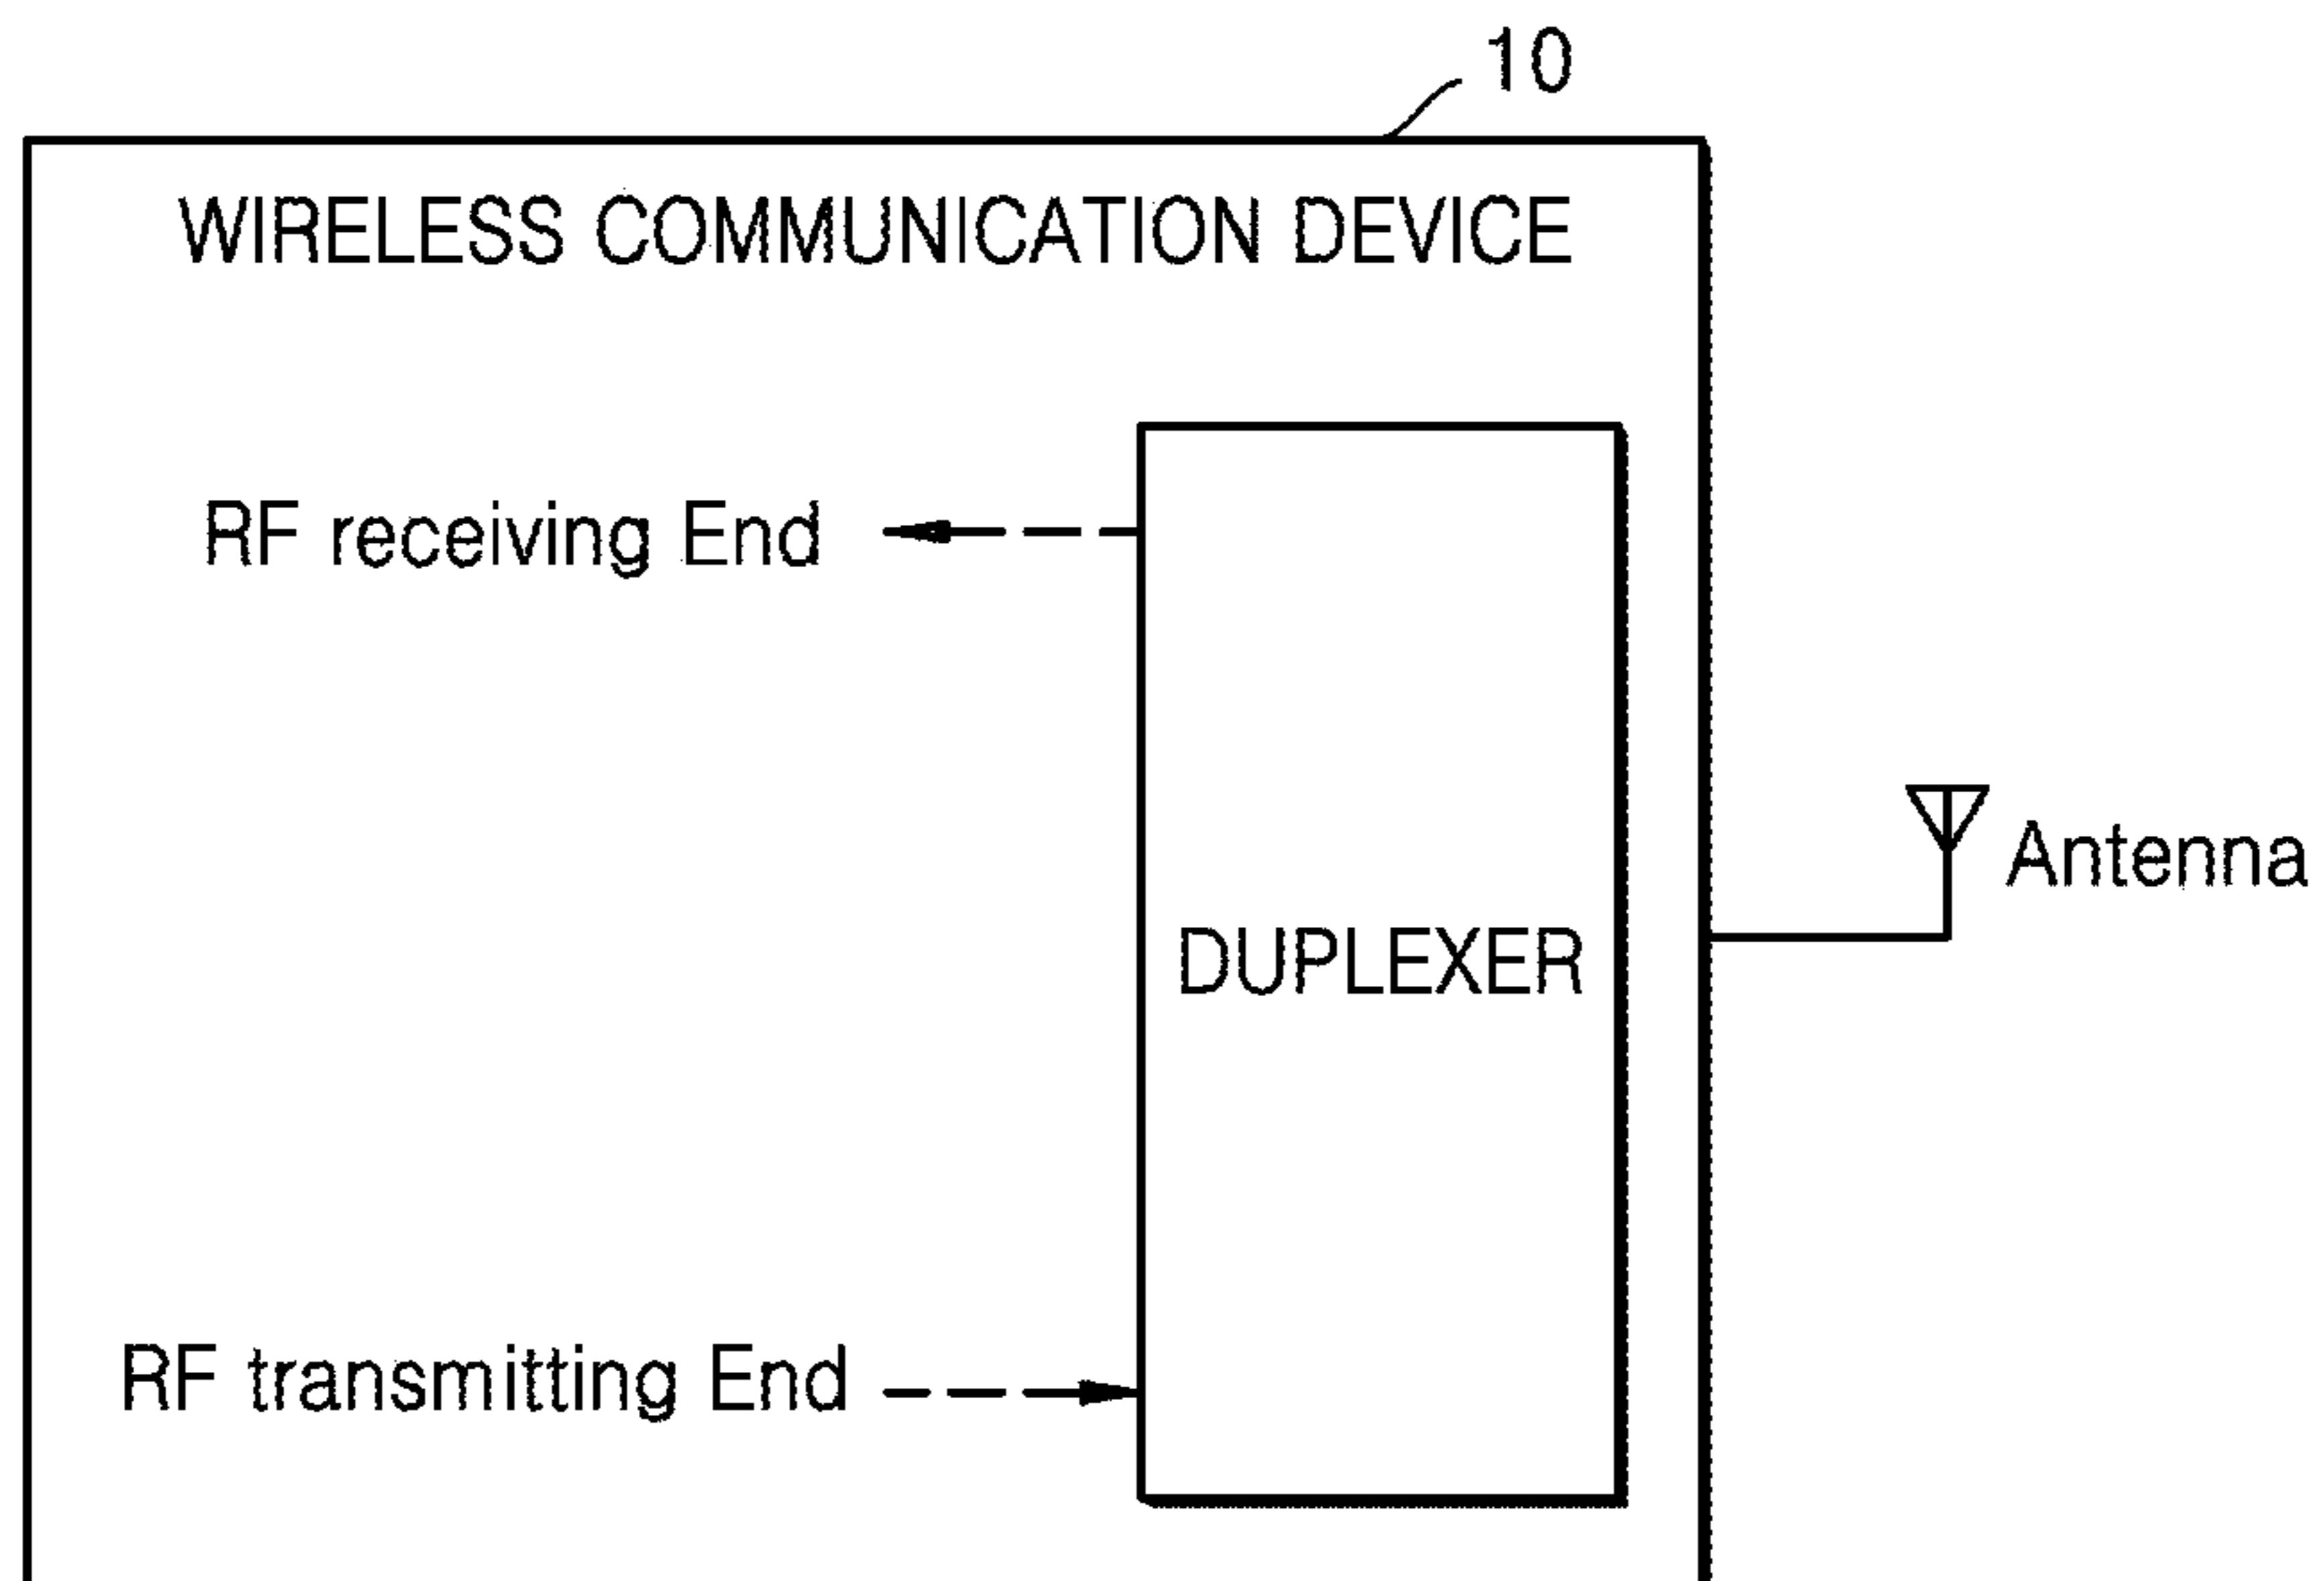 10
WIRELESS COMMUNICATION DEVICE
RF receiving End
Antenna
DUPLEXER
RF transmitting End